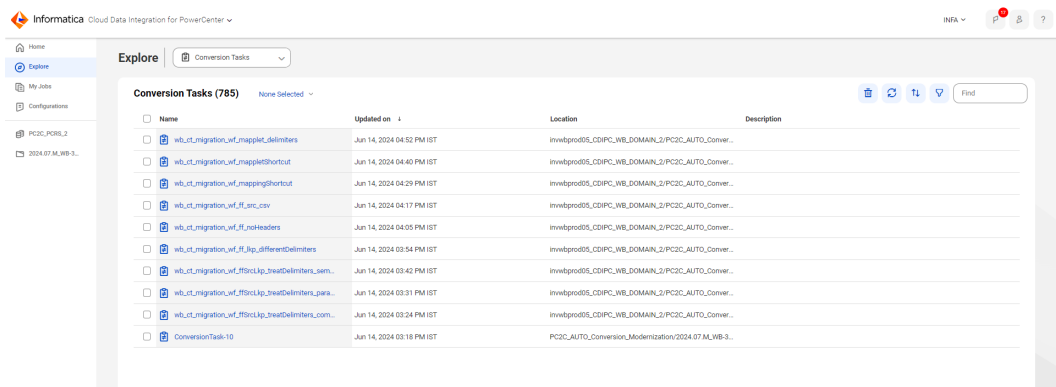 Informatica Cloud Data Integration for PowerCenter
INFA
17
?
Home
Explore
My Jobs
Configurations
PC2C_PCRS_2
2024.07.M_WB-3...
Explore
Conversion Tasks
Conversion Tasks (785)
None Selected
Find
Name Updated on ↓ Location Description
wb_ct_migration_wf_mapplet_delimiters Jun 14, 2024 04:52 PM IST invwbprod05_CDIPC_WB_DOMAIN_2/PC2C_AUTO_Conver...
wb_ct_migration_wf_mappletShortcut Jun 14, 2024 04:40 PM IST invwbprod05_CDIPC_WB_DOMAIN_2/PC2C_AUTO_Conver...
wb_ct_migration_wf_mappingShortcut Jun 14, 2024 04:29 PM IST invwbprod05_CDIPC_WB_DOMAIN_2/PC2C_AUTO_Conver...
wb_ct_migration_wf_ff_src_csv Jun 14, 2024 04:17 PM IST invwbprod05_CDIPC_WB_DOMAIN_2/PC2C_AUTO_Conver...
wb_ct_migration_wf_ff_noHeaders Jun 14, 2024 04:05 PM IST invwbprod05_CDIPC_WB_DOMAIN_2/PC2C_AUTO_Conver...
wb_ct_migration_wf_ff_lkp_differentDelimiters Jun 14, 2024 03:54 PM IST invwbprod05_CDIPC_WB_DOMAIN_2/PC2C_AUTO_Conver...
wb_ct_migration_wf_ffSrcLkp_treatDelimiters_sem... Jun 14, 2024 03:42 PM IST invwbprod05_CDIPC_WB_DOMAIN_2/PC2C_AUTO_Conver...
wb_ct_migration_wf_ffSrcLkp_treatDelimiters_para... Jun 14, 2024 03:31 PM IST invwbprod05_CDIPC_WB_DOMAIN_2/PC2C_AUTO_Conver...
wb_ct_migration_wf_ffSrcLkp_treatDelimiters_com... Jun 14, 2024 03:24 PM IST invwbprod05_CDIPC_WB_DOMAIN_2/PC2C_AUTO_Conver...
ConversionTask-10 Jun 14, 2024 03:18 PM IST PC2C_AUTO_Conversion_Modernization/2024.07.M_WB-3...